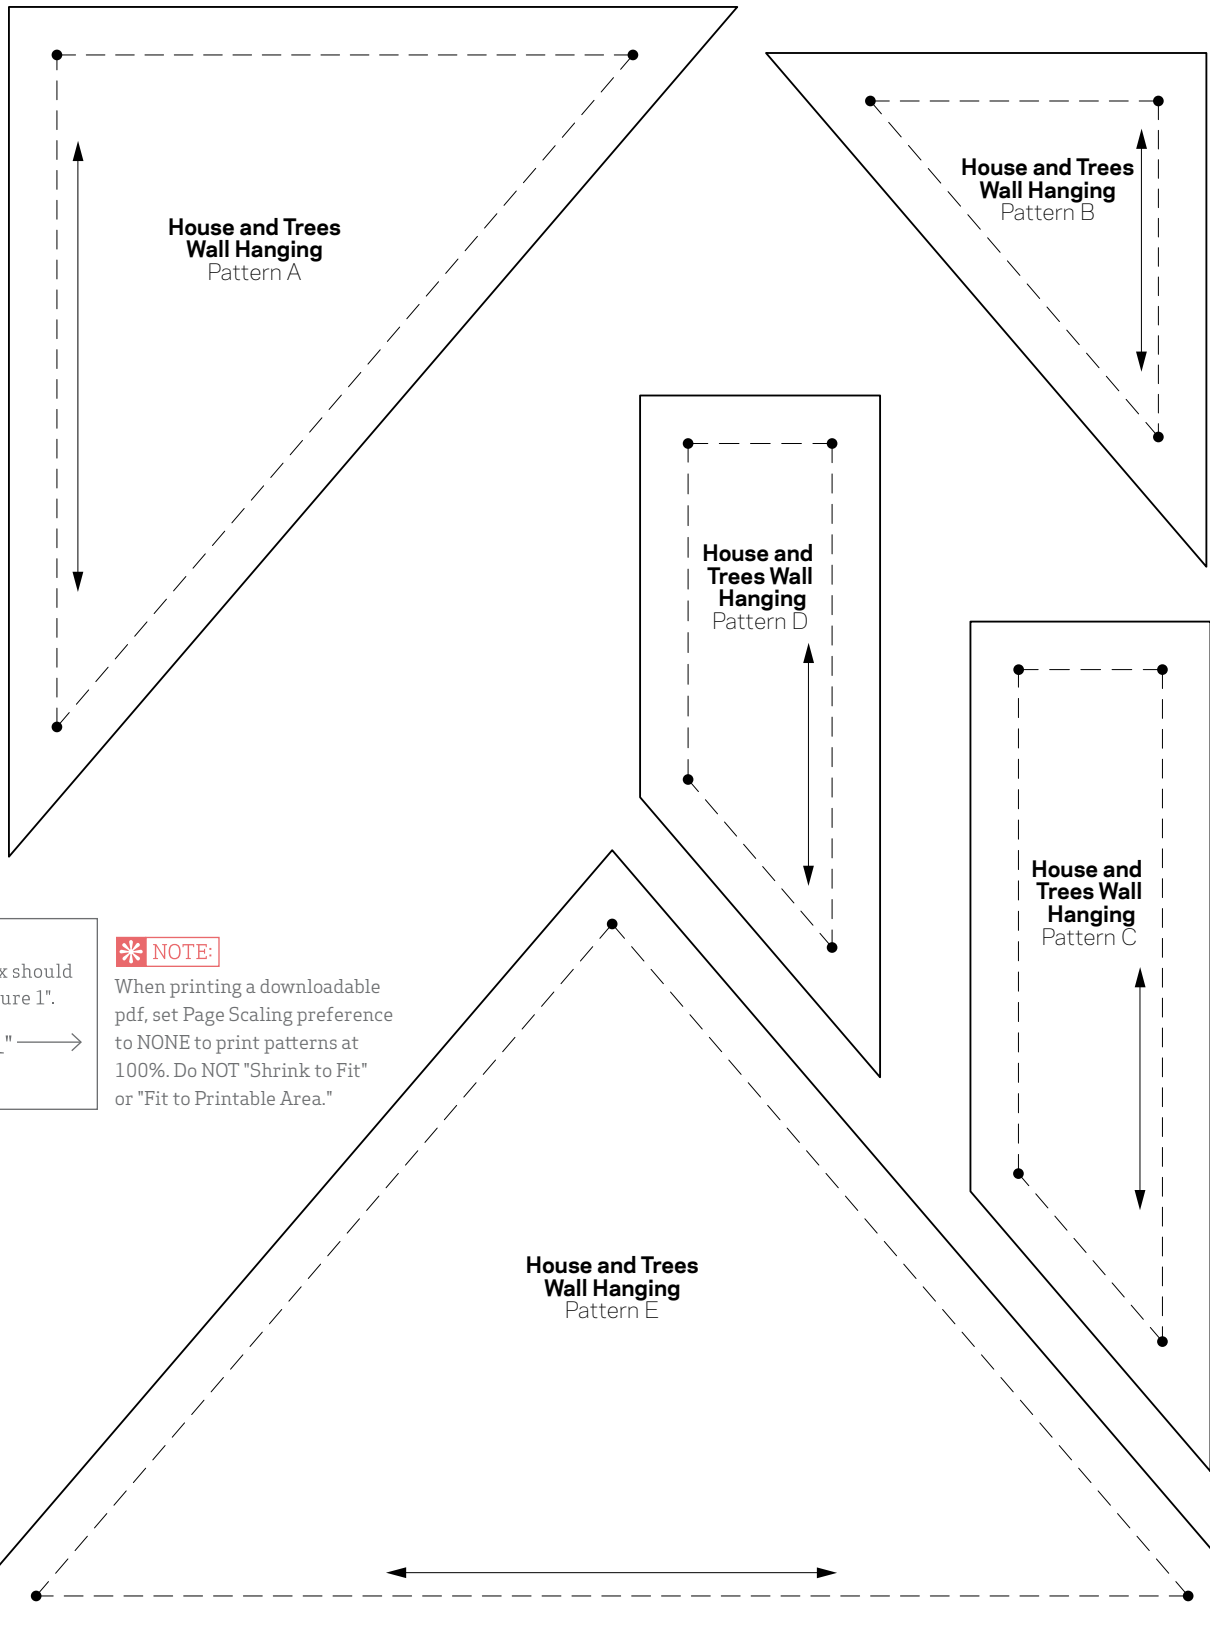 House and Trees
Wall Hanging
Pattern A
House and Trees
Wall Hanging
Pattern B
House and
Trees Wall
Hanging
Pattern D
House and
Trees Wall
Hanging
Pattern C
should
1".
NOTE:
When printing a downloadable
pdf, set Page Scaling preference
to NONE to print patterns at
100%. Do NOT "Shrink to Fit"
or "Fit to Printable Area."
House and Trees
Wall Hanging
Pattern E